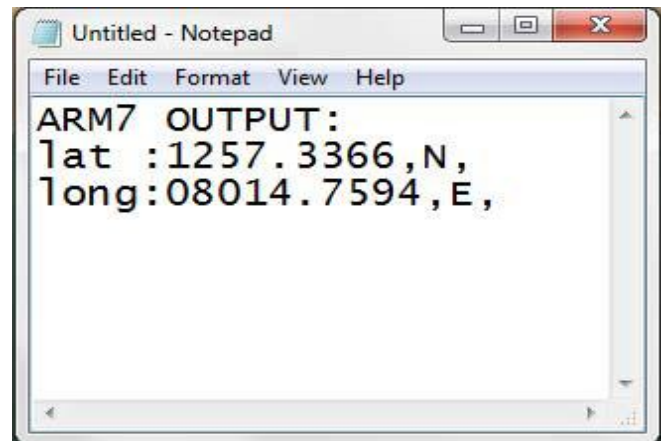 Untitled - Notepad
File Edit Format View Help
ARM7 OUTPUT:
lat :1257.3366,N,
long:08014.7594,E,